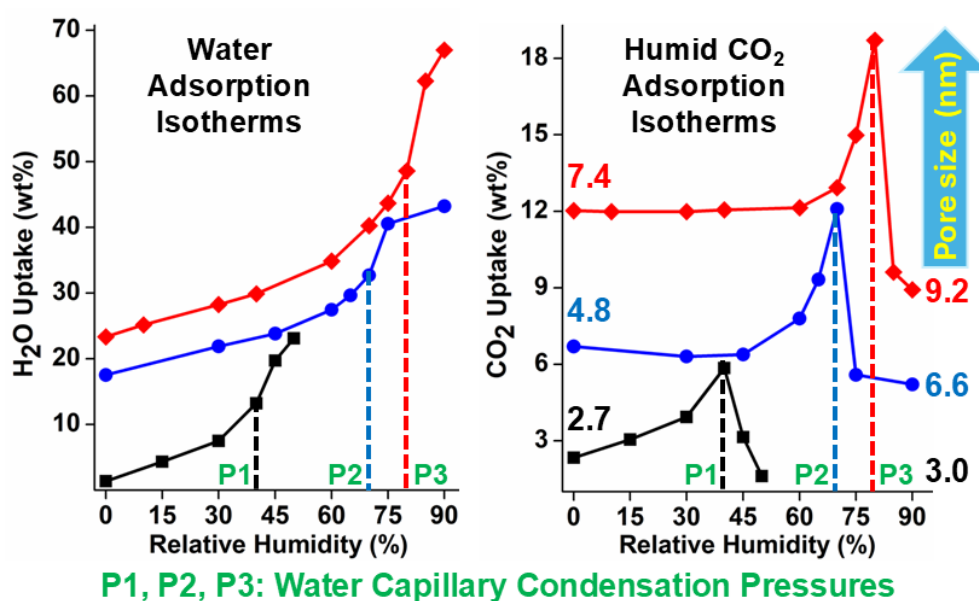 Water
Adsorption
Isotherms
H2O Uptake (wt%)
70
60
50
40
30
20
10
0 15 30 45 60 75 90
Relative Humidity (%)
P1 P2 P3
Humid CO2
Adsorption
Isotherms
CO2 Uptake (wt%)
18
15
12
9
6
3
0 15 30 45 60 75 90
Relative Humidity (%)
7.4
4.8
2.7
P1 P2 P3
9.2
6.6
3.0
Pore size (nm)
P1, P2, P3: Water Capillary Condensation Pressures